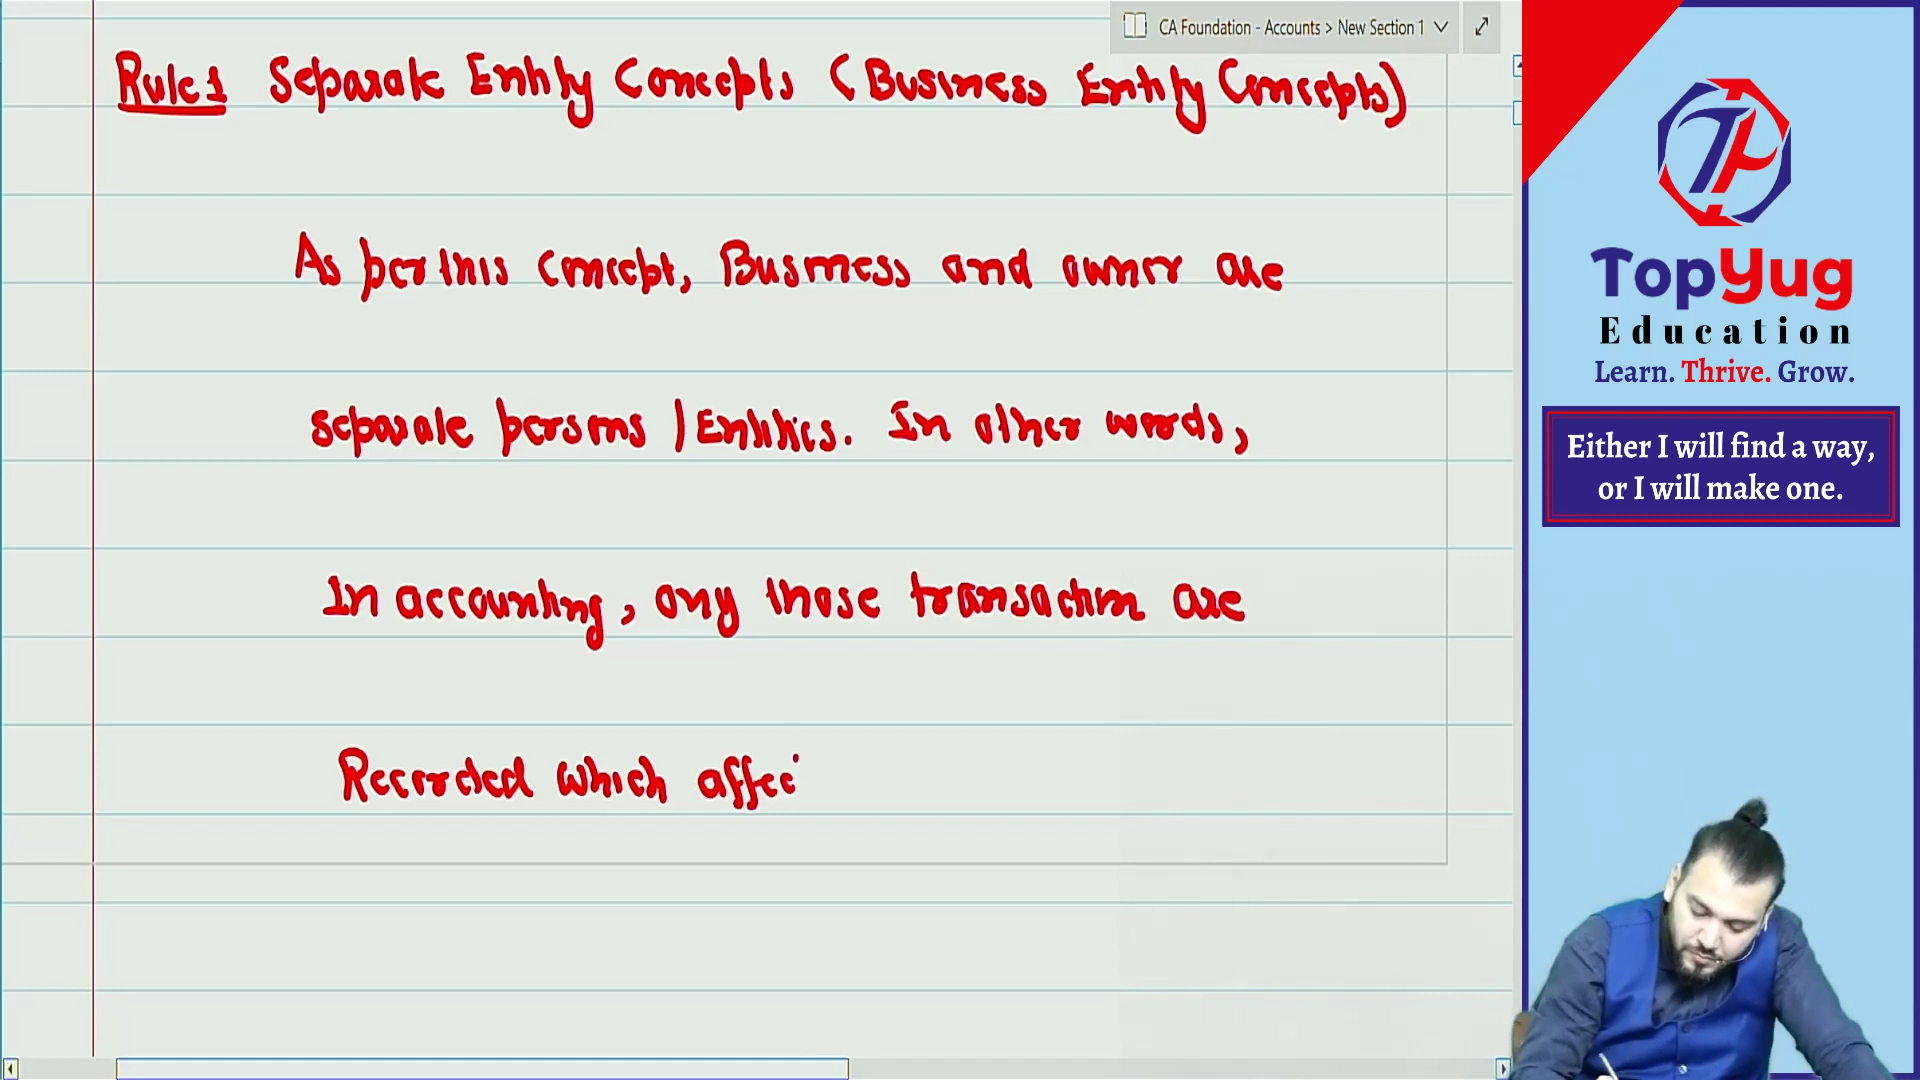 CA Foundation - Accounts > New Section 1
Rule 1 Separate Entity Concepts (Business Entity Concepts)
As per this concept, Business and owner are
separate persons / Entities. In other words,
In accounting, only those transaction are
Recorded which affec
TopYug
Education
Learn. Thrive. Grow.
Either I will find a way,
or I will make one.